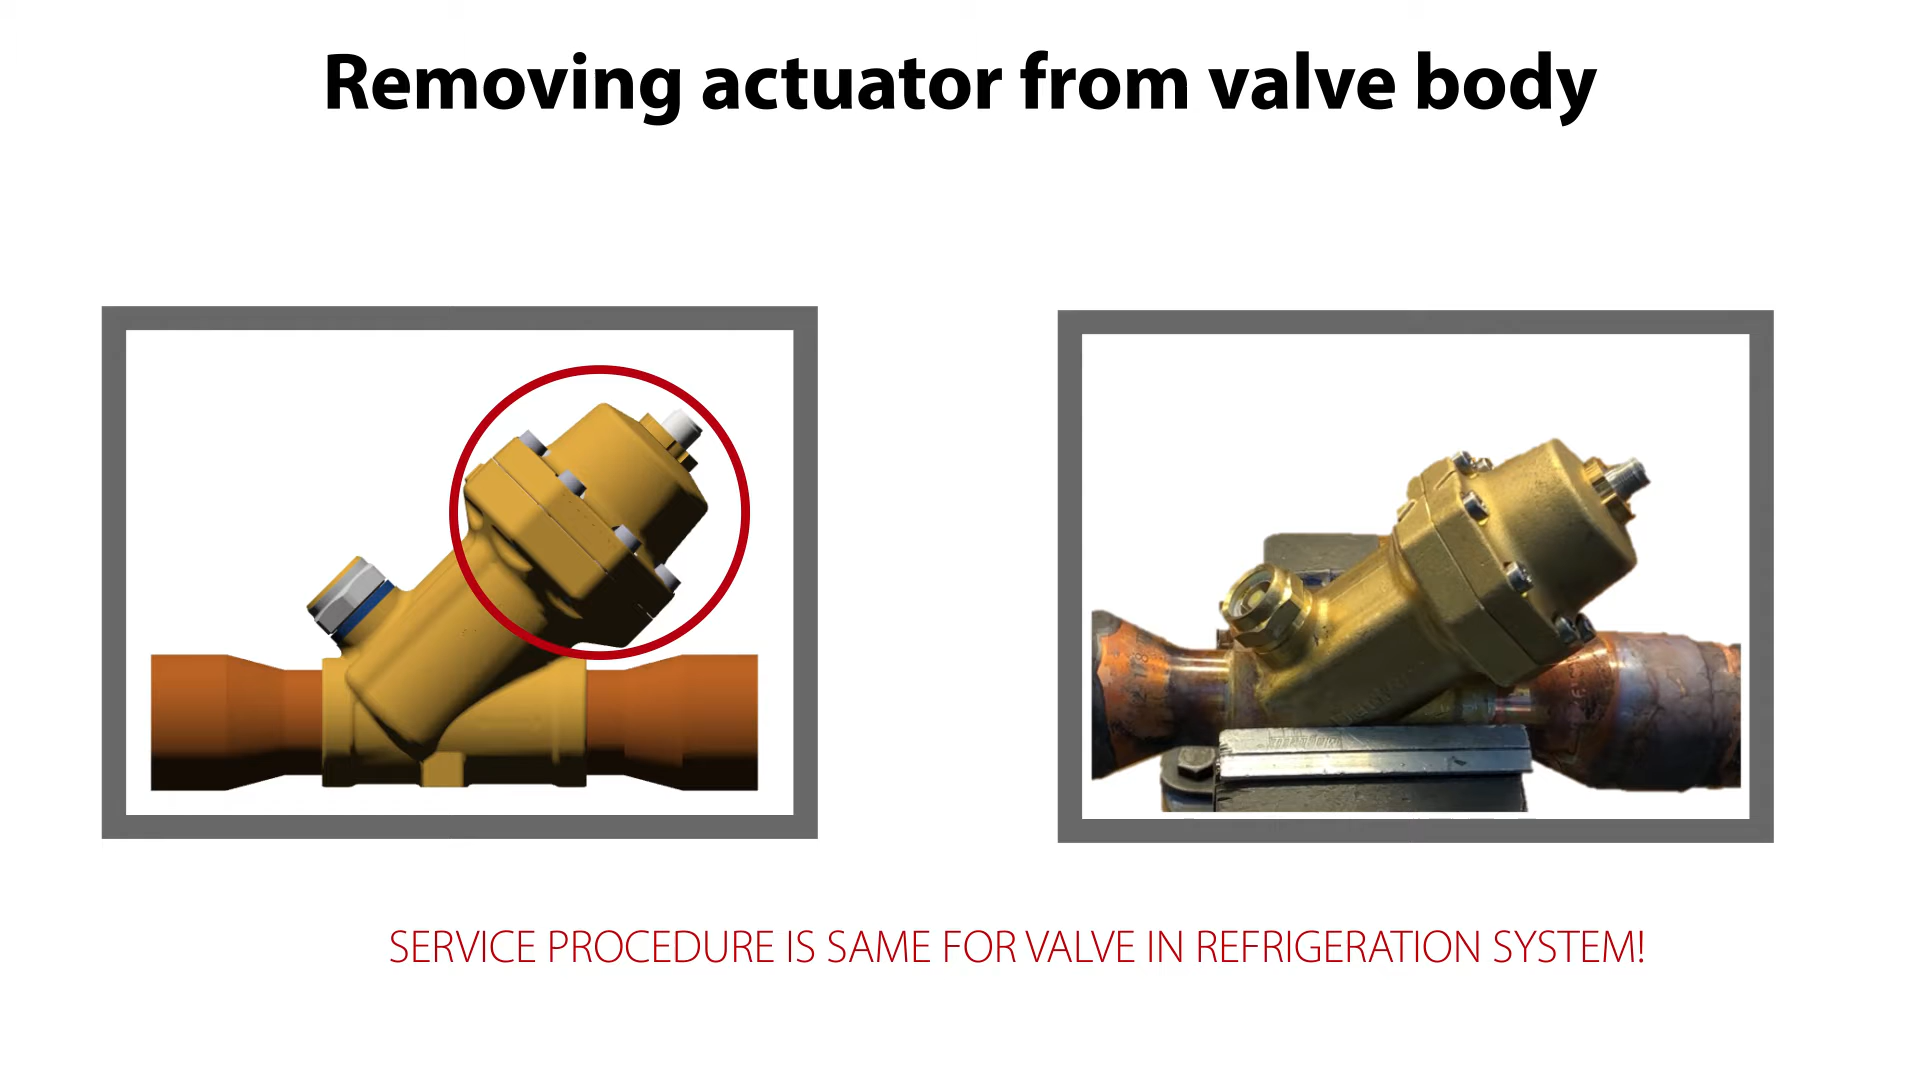 Removing actuator from valve body
SERVICE PROCEDURE IS SAME FOR VALVE IN REFRIGERATION SYSTEM!